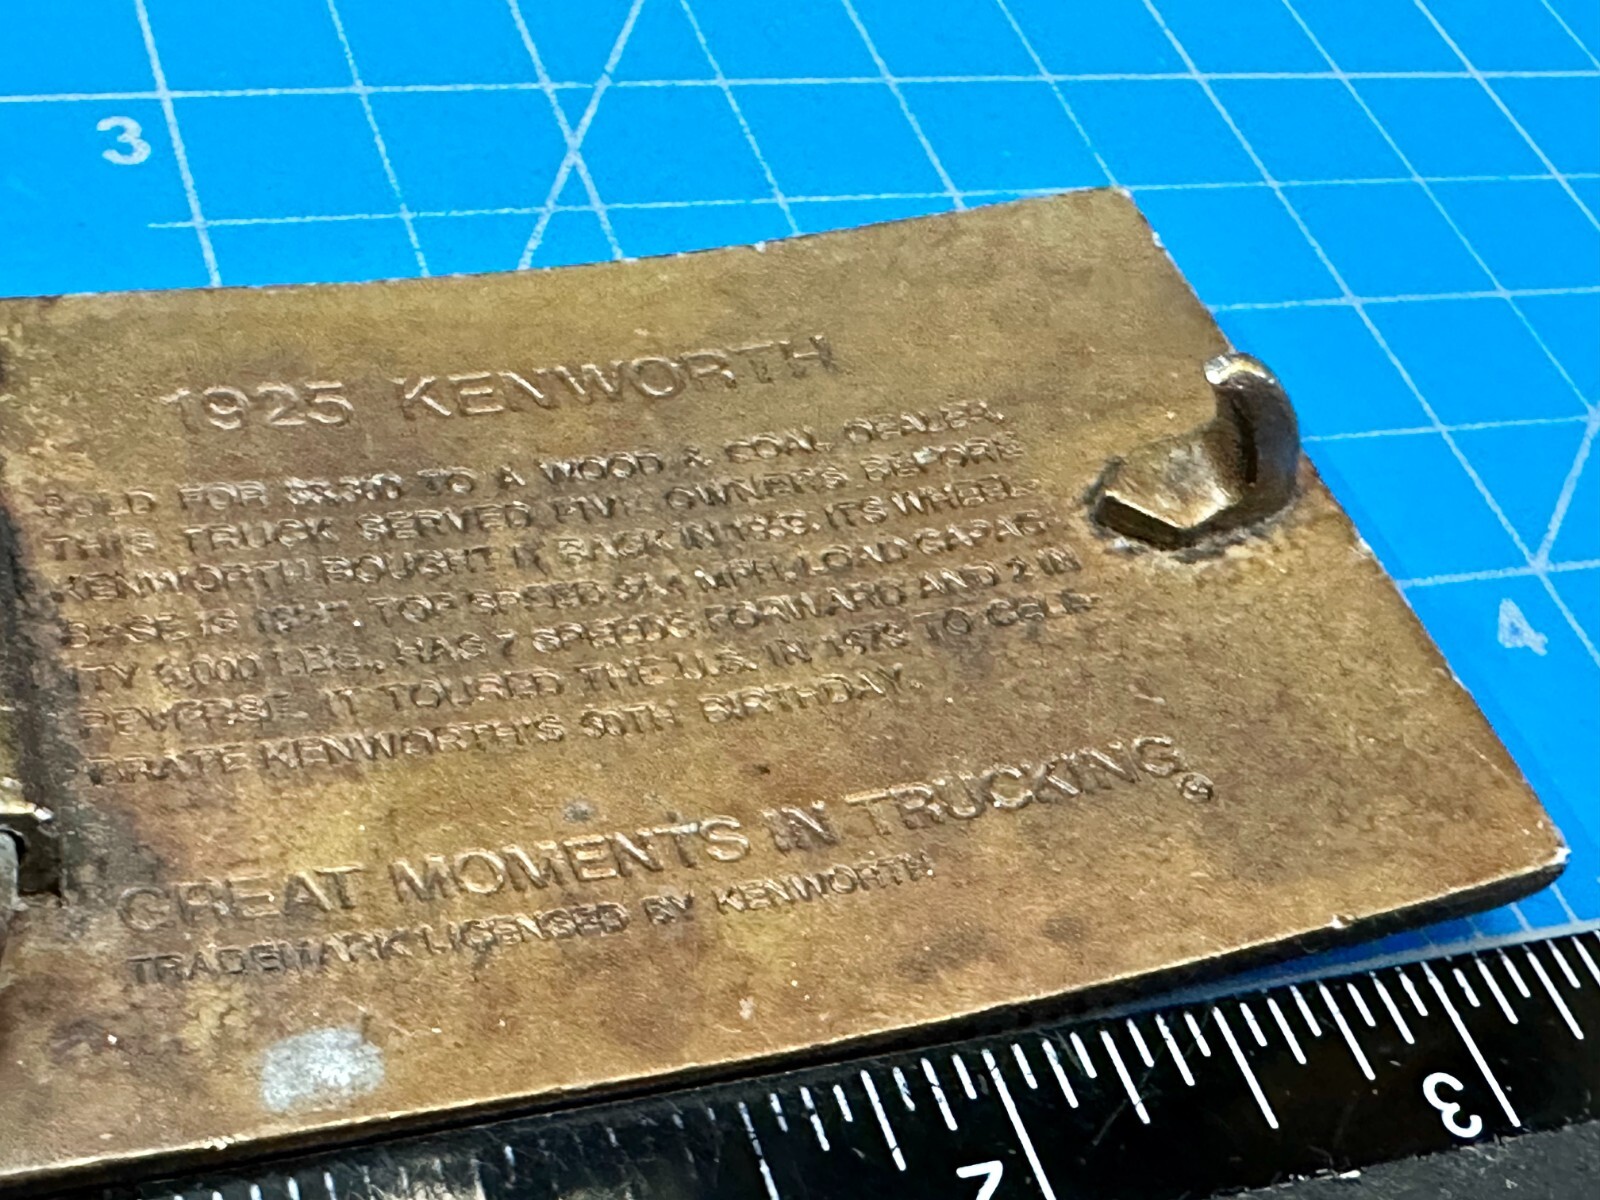 3
1925 KENWORTH
SOLD FOR TO A WOOD & COAL DEALER,
THIS TRUCK SERVED FIVE OWNERS BEFORE
KENWORTH BOUGHT IT BACK IN ITS WHEEL-
BASE IS TOP SPEED MPH, LOAD CAPAC-
ITY LBS., HAS 7 SPEEDS FORWARD AND 2 IN
REVERSE. IT TOURED THE U.S. IN 1973 TO CELE-
BRATE KENWORTH'S 50TH BIRTHDAY.
GREAT MOMENTS IN TRUCKING®
TRADEMARK LICENSED BY KENWORTH
4
2
3